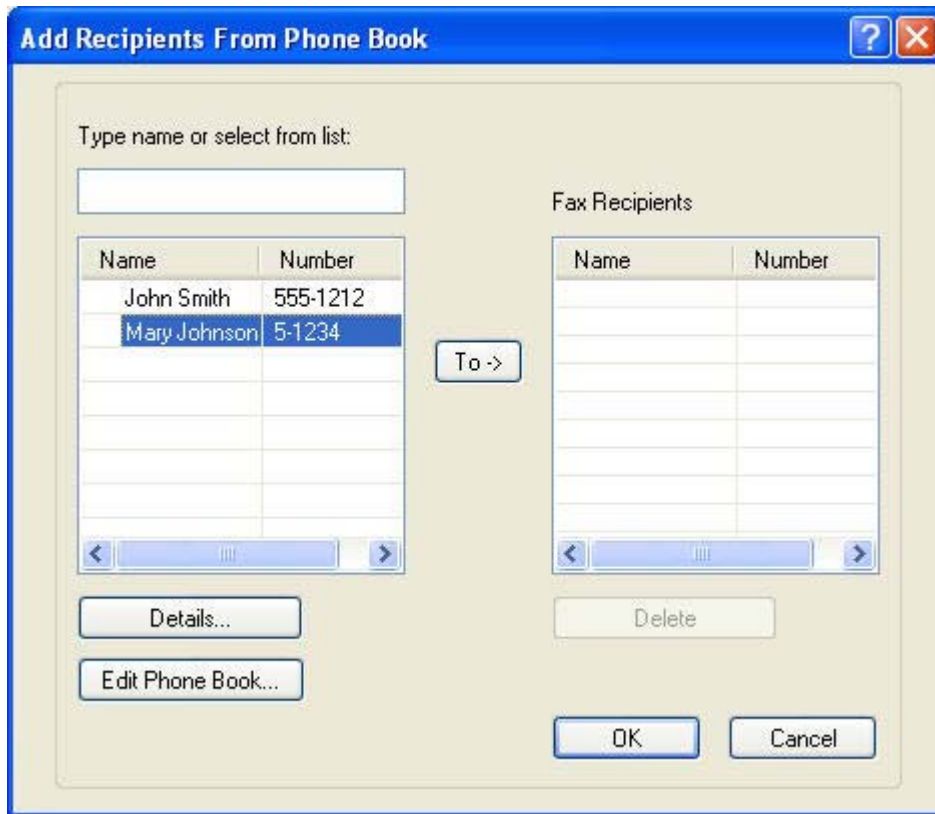 Add Recipients From Phone Book
Type name or select from list:
Fax Recipients
Name Number
John Smith 555-1212
Mary Johnson 5-1234
To ->
Name Number
Details...
Edit Phone Book...
Delete
OK Cancel